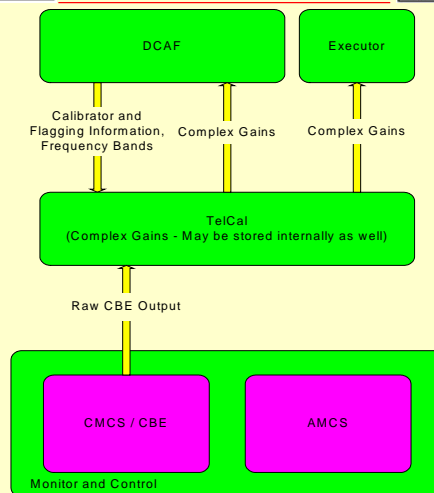 DCAF
Executor
Calibrator and
Flagging Information,
Frequency Bands
Complex Gains
Complex Gains
TelCal
(Complex Gains - May be stored internally as well)
Raw CBE Output
CMCS / CBE
AMCS
Monitor and Control